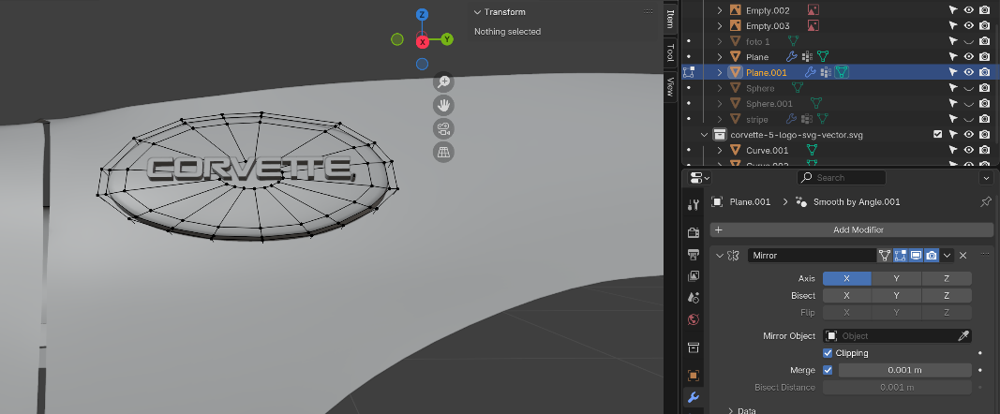 Transform
Nothing selected
Z
Y
X
Item
Tool
View
Empty.002
Empty.003
foto 1
Plane
Plane.001
Sphere
Sphere.001
stripe
corvette-5-logo-svg-vector.svg
Curve.001
Curve.002
Search
Plane.001 Smooth by Angle.001
Add Modifier
Mirror
Axis X Y Z
Bisect X Y Z
Flip X Y Z
Mirror Object Object
Clipping
Merge 0.001 m
Bisect Distance 0.001 m
Data
CORVETTE